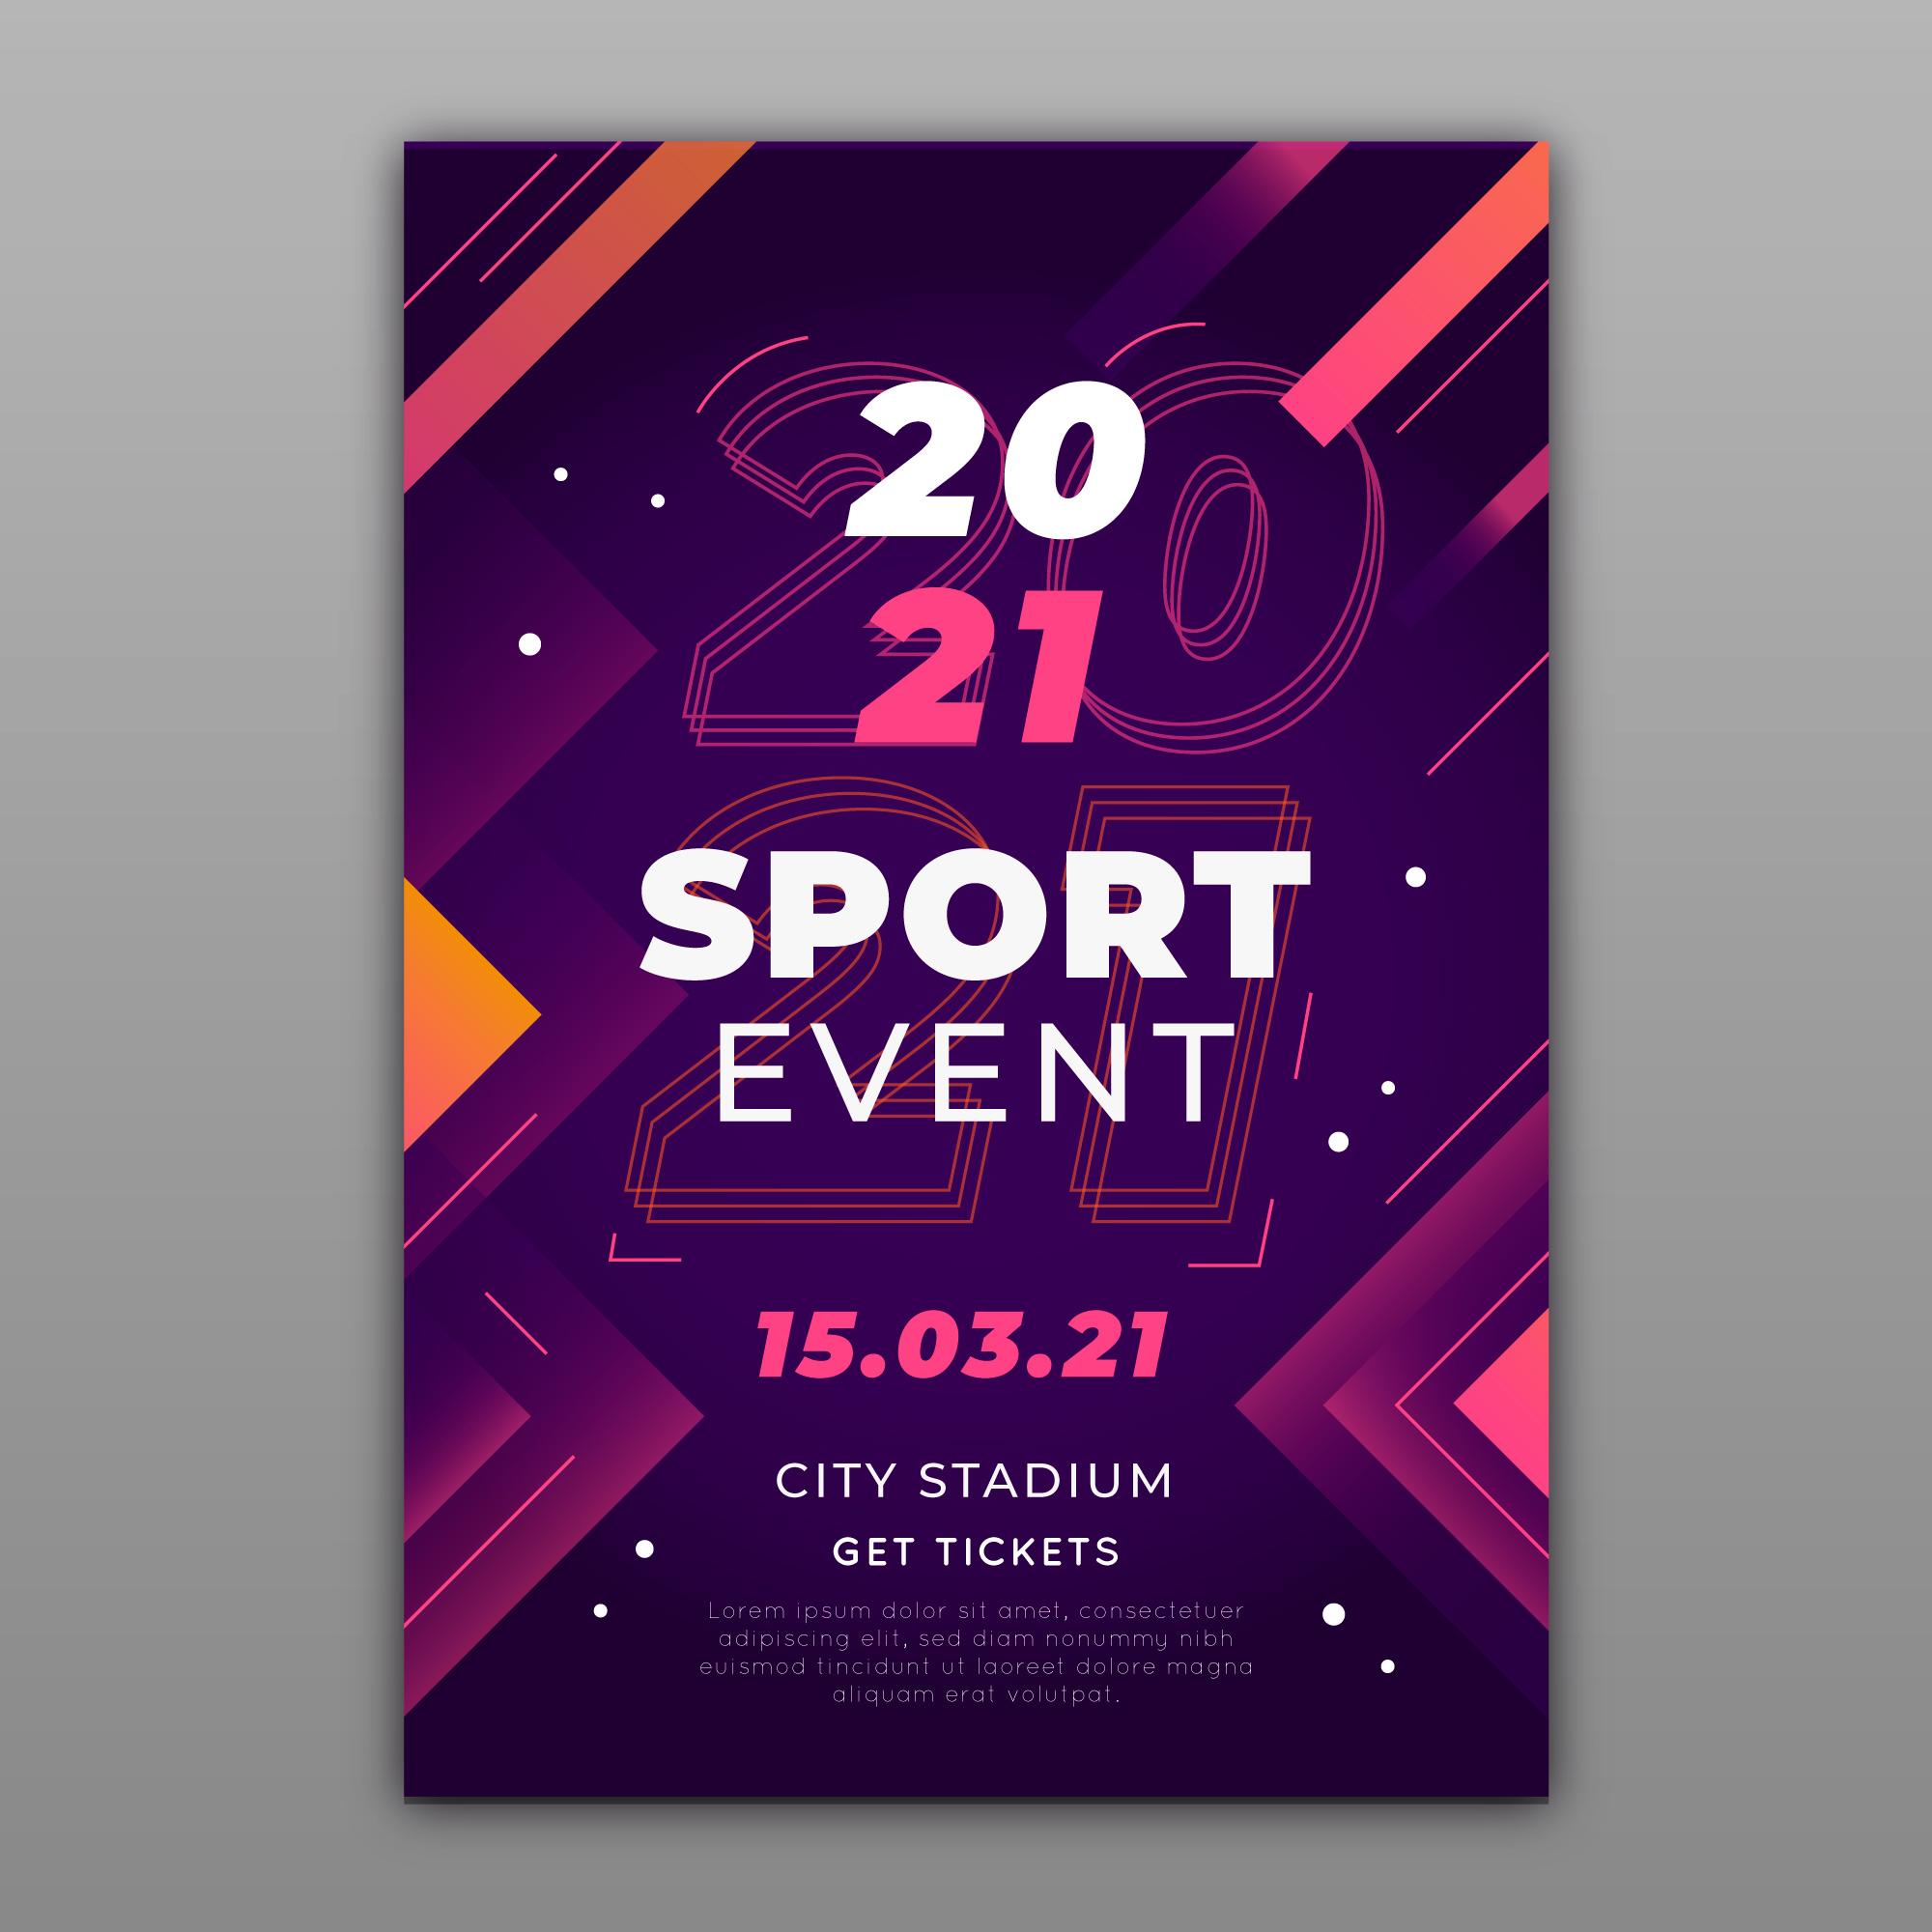 20
21
SPORT
EVENT
15.03.21
CITY STADIUM
GET TICKETS
Lorem ipsum dolor sit amet, consectetuer
adipiscing elit, sed diam nonummy nibh
euismod tincidunt ut laoreet dolore magna
aliquam erat volutpat.